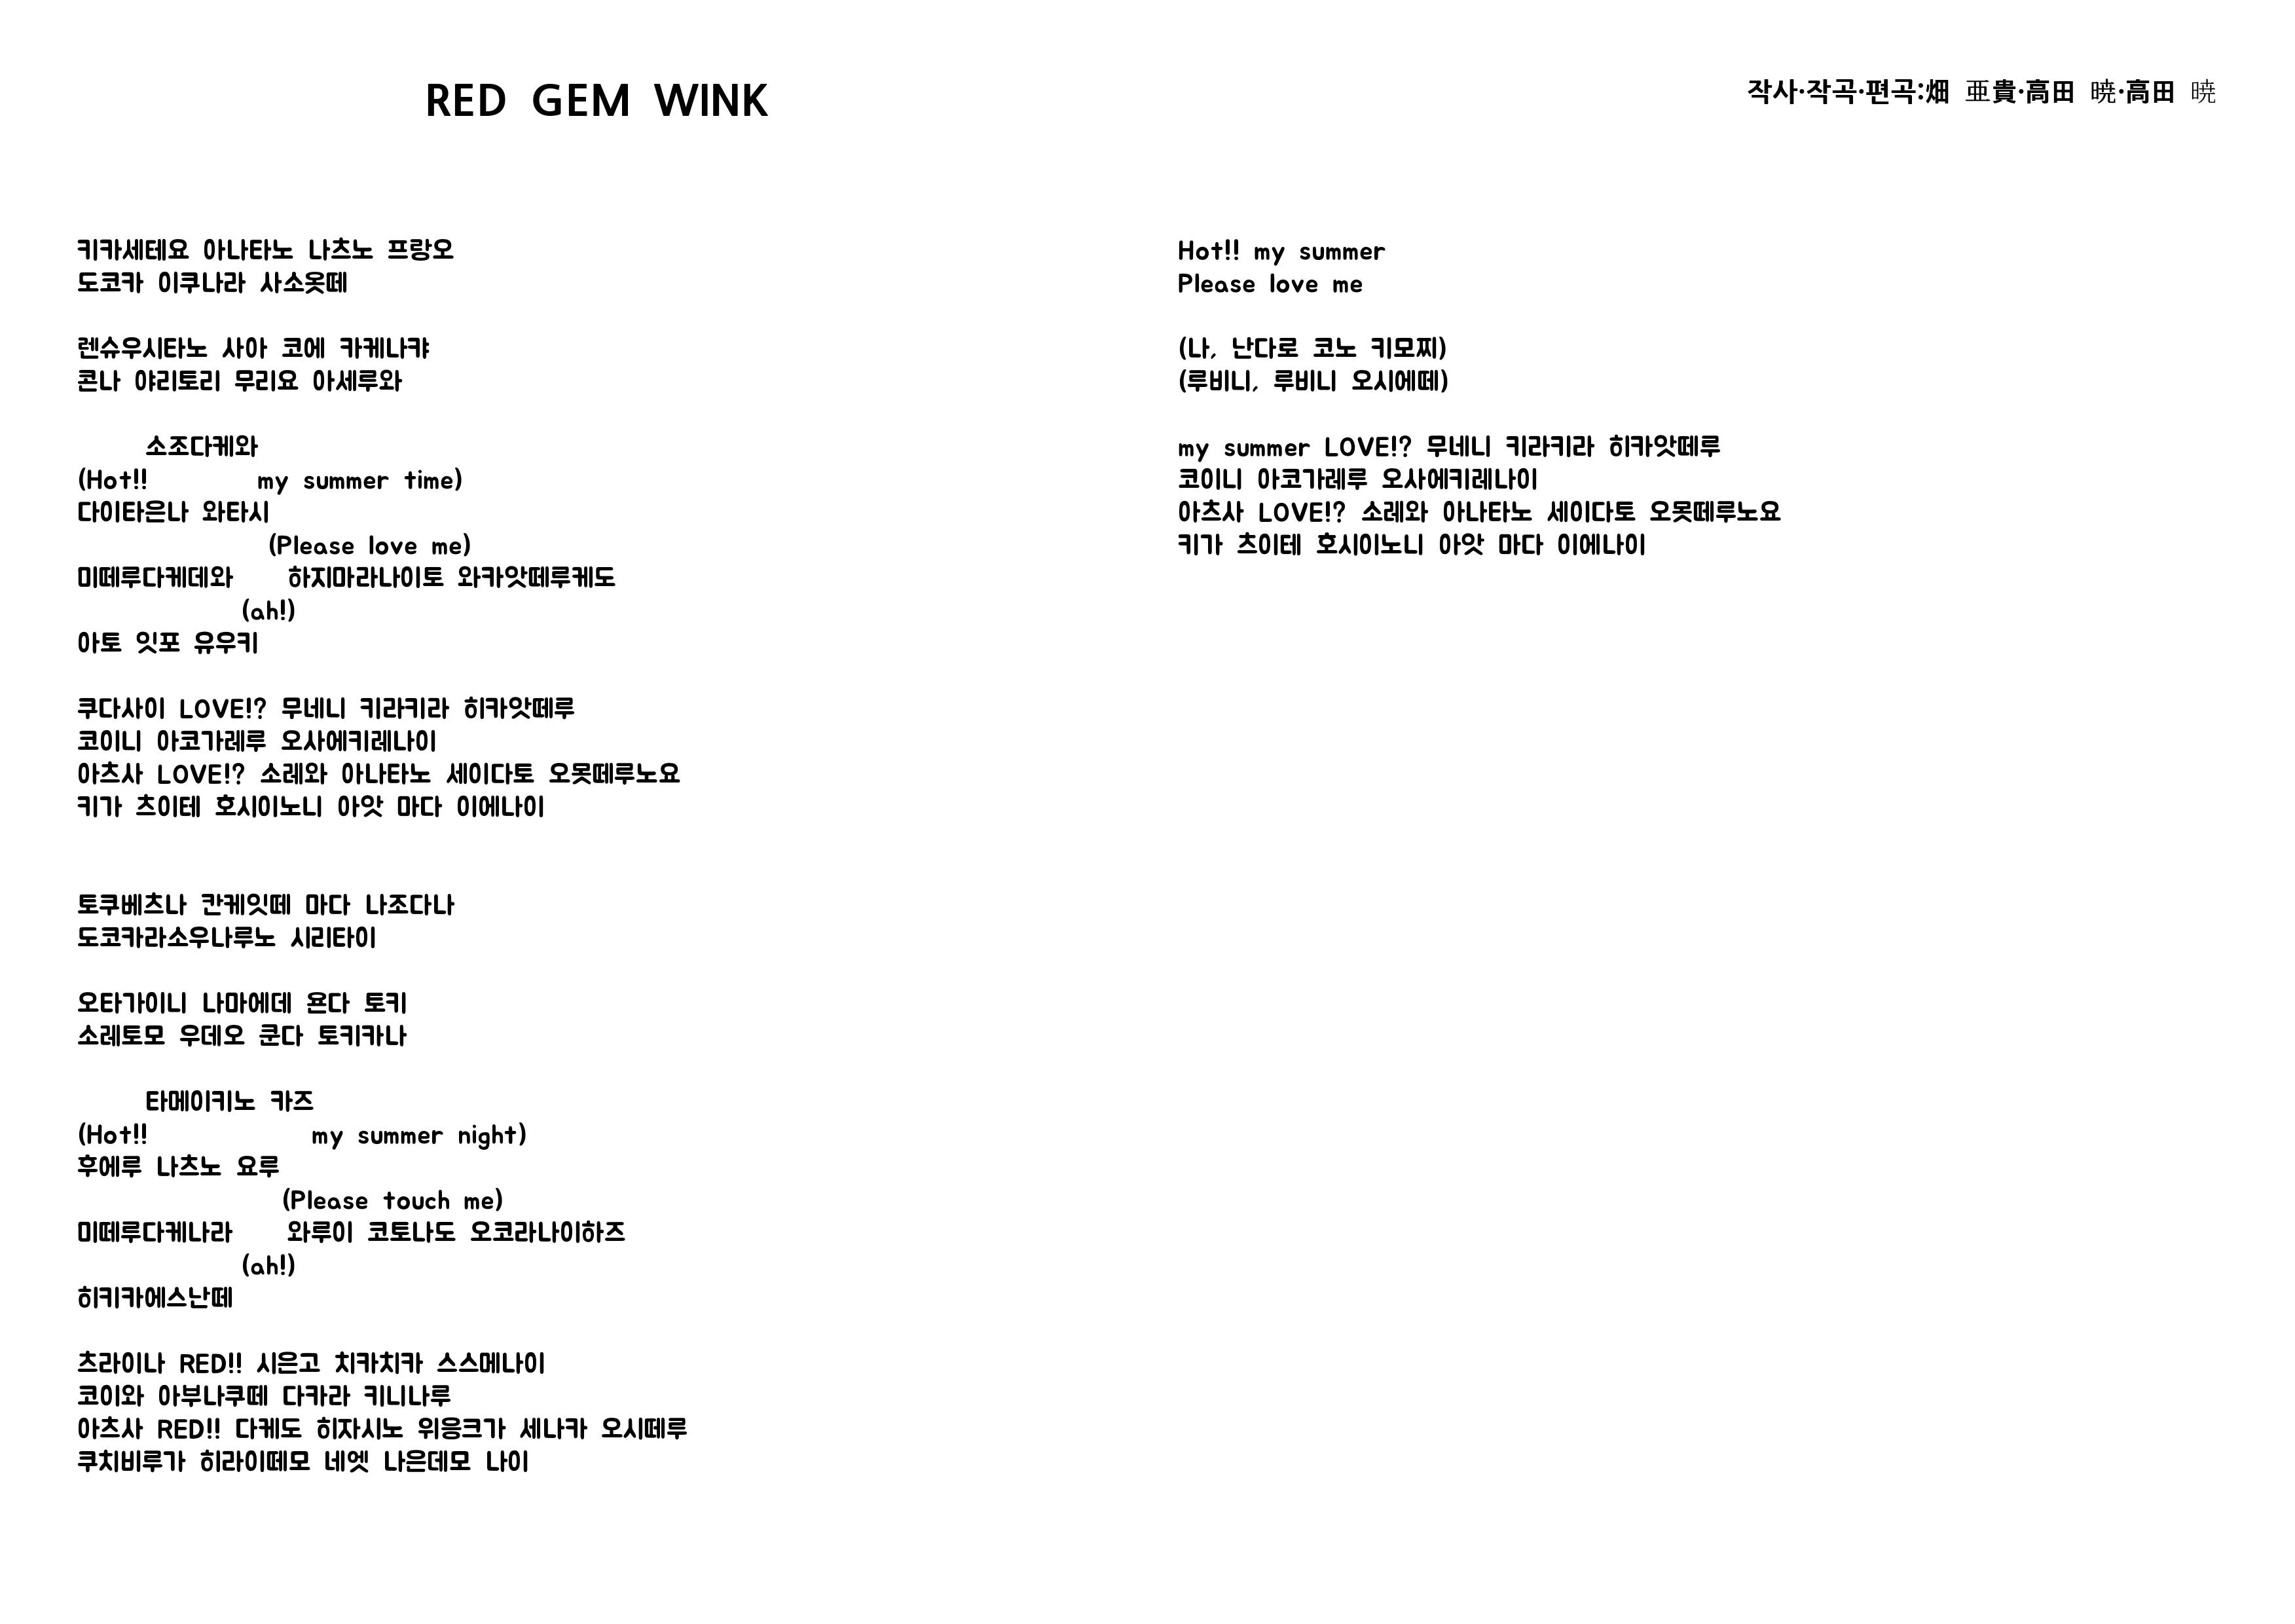 RED GEM WINK
작사·작곡·편곡:畑 亜貴·高田 暁·高田 暁
키카세테요 아나타노 나츠노 프랑오
도코카 이쿠나라 사소옷떼
렌슈우시타노 사아 코에 카케나캬
콘나 야리토리 무리요 아세루와
소조다케와
(Hot!! my summer time)
다이타은나 와타시
(Please love me)
미떼루다케데와 하지마라나이토 와카앗떼루케도
(ah!)
아토 잇포 유우키
쿠다사이 LOVE!? 무네니 키라키라 히카앗떼루
코이니 아코가레루 오사에키레나이
아츠사 LOVE!? 소레와 아나타노 세이다토 오못떼루노요
키가 츠이테 호시이노니 아앗 마다 이에나이
토쿠베츠나 칸케잇떼 마다 나조다나
도코카라소우나루노 시리타이
오타가이니 나마에데 욘다 토키
소레토모 우데오 쿤다 토키카나
타메이키노 카즈
(Hot!! my summer night)
후에루 나츠노 요루
(Please touch me)
미떼루다케나라 와루이 코토나도 오코라나이하즈
(ah!)
히키카에스난떼
츠라이나 RED!! 시은고 치카치카 스스메나이
코이와 아부나쿠떼 다카라 키니나루
아츠사 RED!! 다케도 히자시노 위응크가 세나카 오시떼루
쿠치비루가 히라이떼모 네엣 나은데모 나이
Hot!! my summer
Please love me
(나, 난다로 코노 키모찌)
(루비니, 루비니 오시에떼)
my summer LOVE!? 무네니 키라키라 히카앗떼루
코이니 아코가레루 오사에키레나이
아츠사 LOVE!? 소레와 아나타노 세이다토 오못떼루노요
키가 츠이테 호시이노니 아앗 마다 이에나이